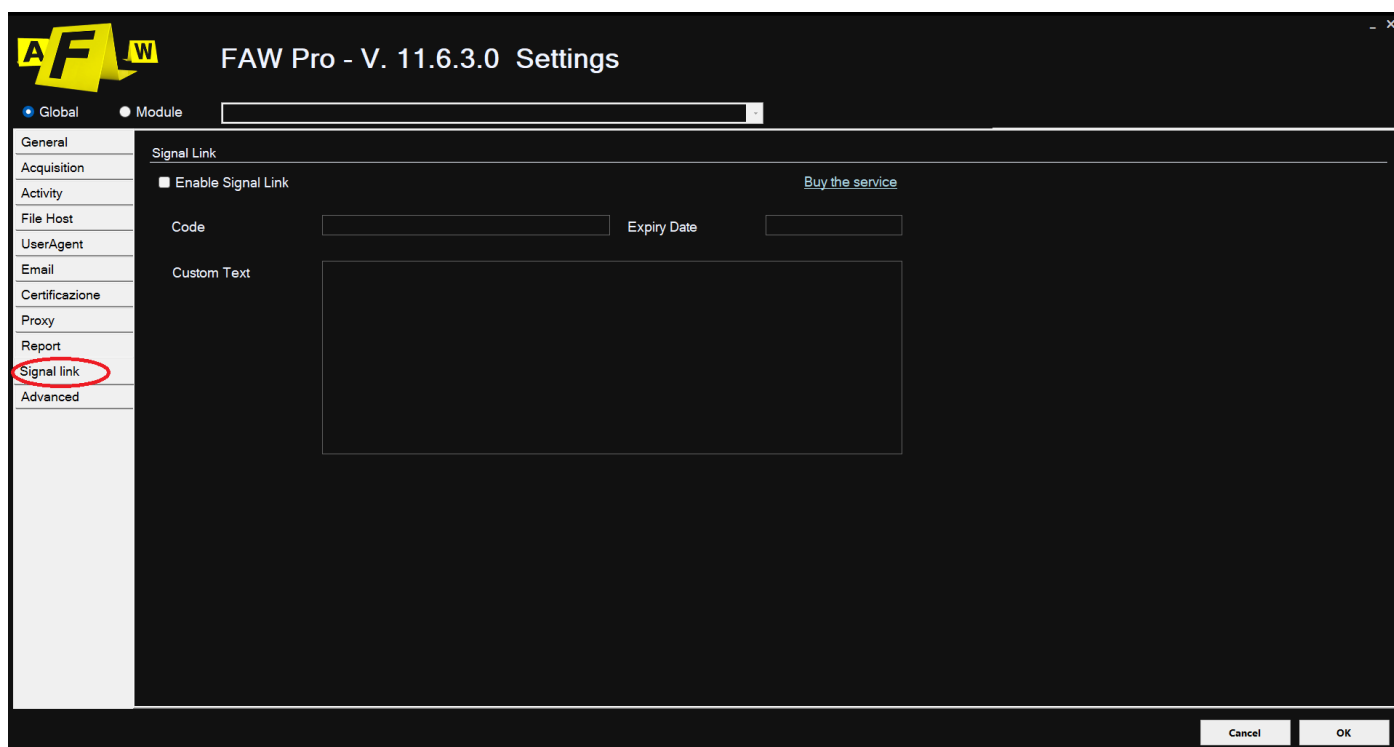 A F W
FAW Pro - V. 11.6.3.0 Settings
Global Module
General
Acquisition
Activity
File Host
UserAgent
Email
Certificazione
Proxy
Report
Signal link
Advanced
Signal Link
Enable Signal Link Buy the service
Code Expiry Date
Custom Text
Cancel OK